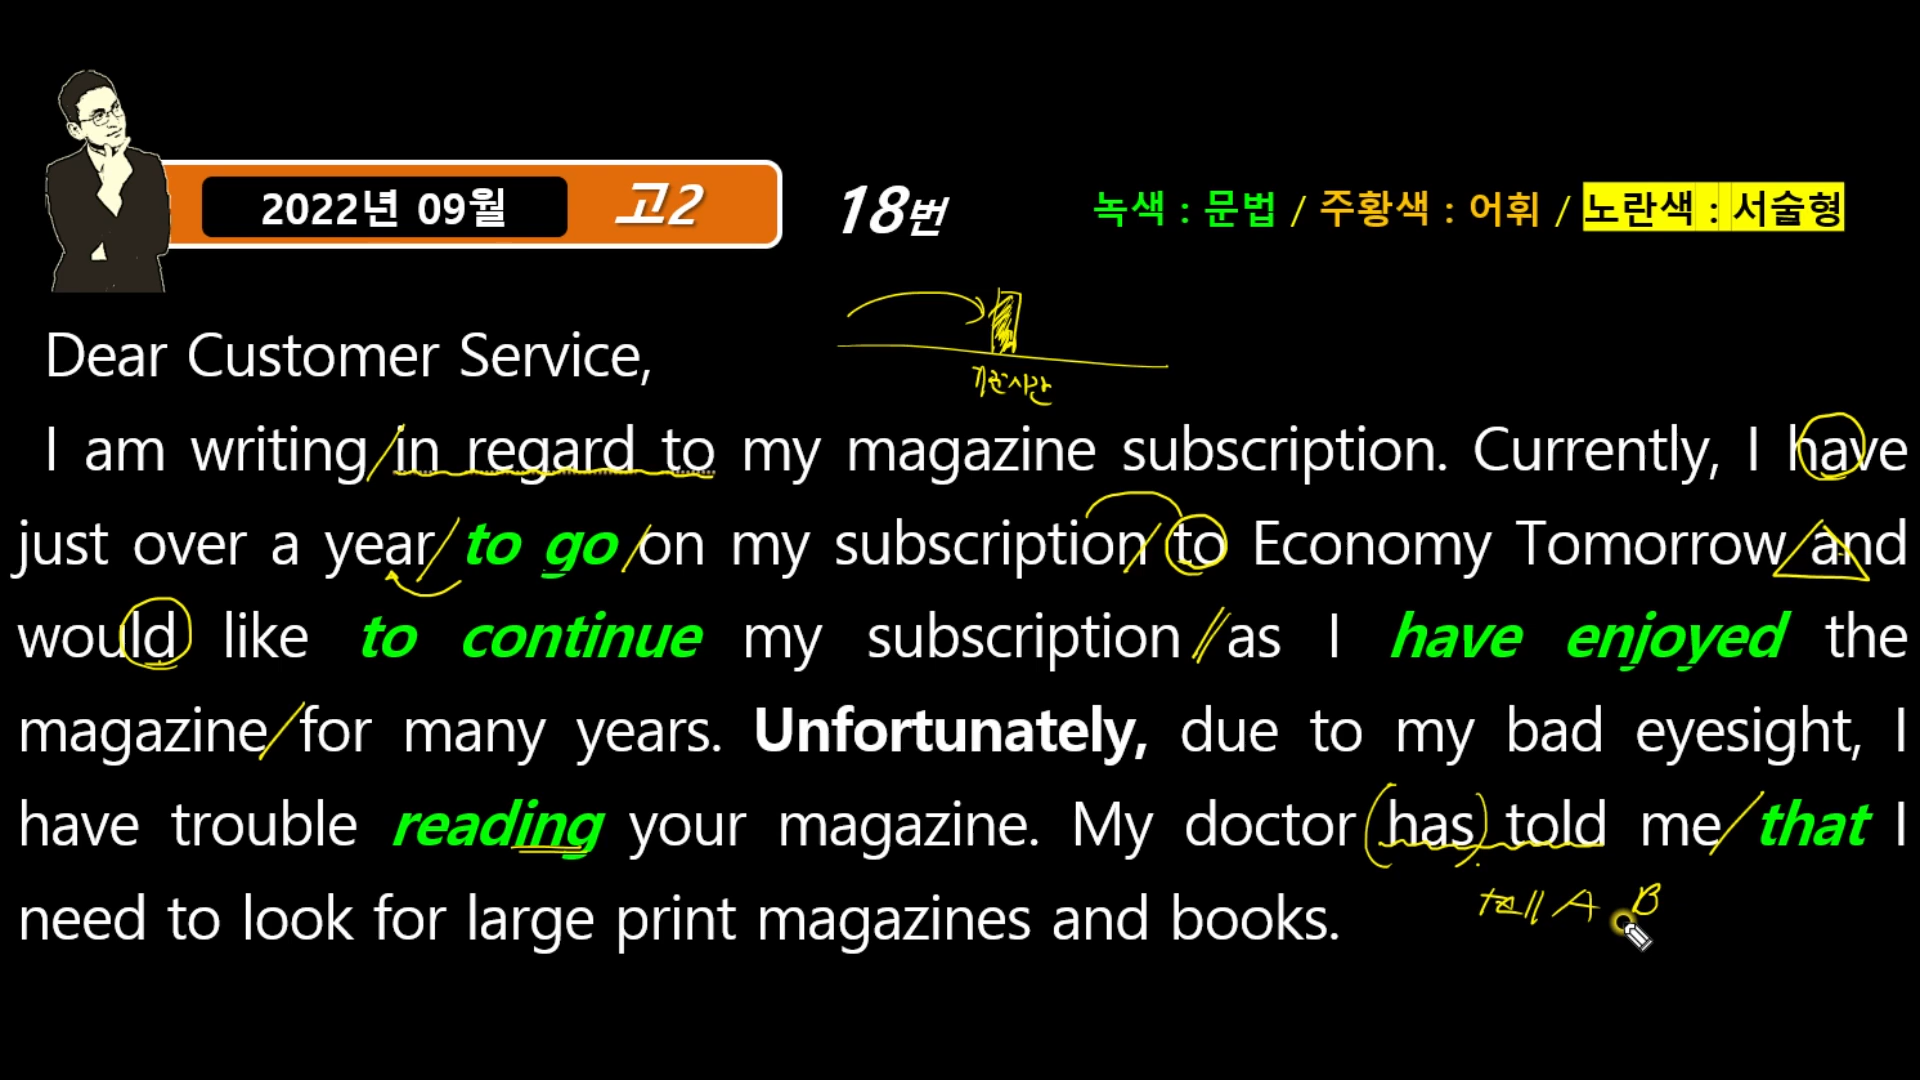 2022년 09월 고2 18번 녹색 : 문법 / 주황색 : 어휘 / 노란색 : 서술형
Dear Customer Service,
기준시간
I am writing in regard to my magazine subscription. Currently, I have
just over a year to go on my subscription to Economy Tomorrow and
would like to continue my subscription as I have enjoyed the
magazine for many years. Unfortunately, due to my bad eyesight, I
have trouble reading your magazine. My doctor has told me that I
need to look for large print magazines and books.
tell A B